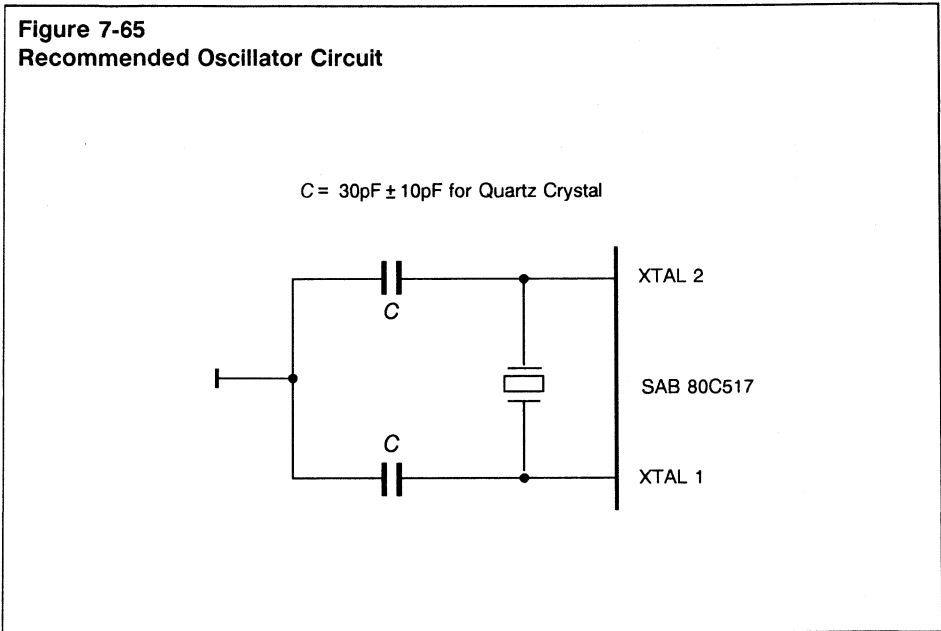 Figure 7-65
Recommended Oscillator Circuit
C = 30pF ± 10pF for Quartz Crystal
XTAL 2
C
SAB 80C517
C
XTAL 1